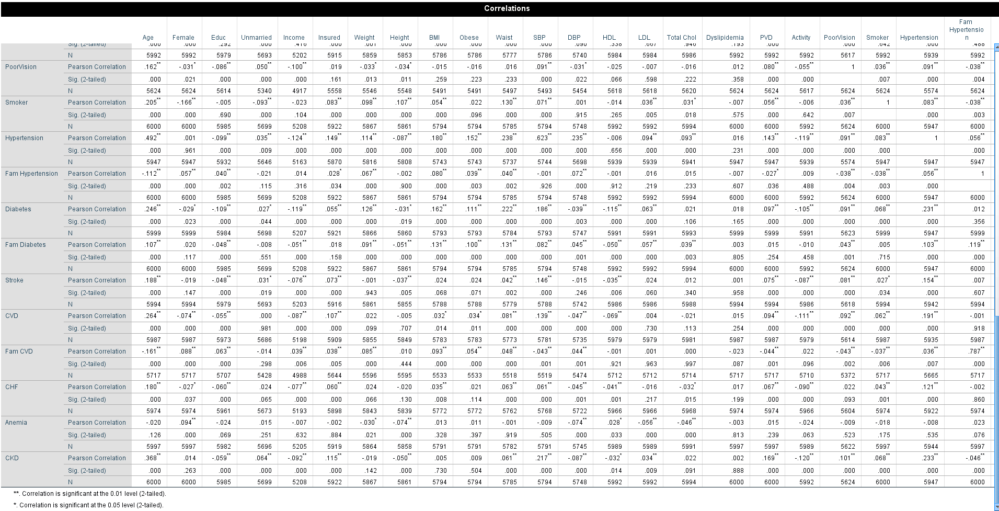 Correlations
Age Female Educ Unmarried Income Insured Weight Height BMI Obese Waist SBP DBP HDL LDL Total Chol Dyslipidemia PVD Activity PoorVision Smoker Hypertension Fam Hypertension
Sig. (2-tailed) .000 .000 .292 .000 .416 .000 .001 .000 .000 .000 .000 .000 .090 .338 .667 .946 .193 .000 .000 .642 .000 .488
N 5992 5992 5979 5693 5202 5915 5859 5853 5786 5786 5777 5786 5740 5984 5984 5986 5992 5992 5992 5617 5992 5939 5992
PoorVision Pearson Correlation .162** -.031* -.086** .050** -.100** .019 -.033* -.034* -.015 -.016 .016 .091** -.031* -.025 -.007 -.016 .012 .080** -.055** 1 .036** .091** -.038**
Sig. (2-tailed) .000 .021 .000 .000 .000 .161 .013 .011 .259 .223 .233 .000 .022 .066 .598 .222 .358 .000 .000 .007 .000 .004
N 5624 5624 5614 5340 4917 5558 5546 5548 5491 5491 5497 5493 5454 5618 5618 5620 5624 5624 5617 5624 5624 5574 5624
Smoker Pearson Correlation .205** -.166** -.005 -.093** -.023 .083** .098** .107** .054** .022 .130** .071** .001 -.014 .036** .031* -.007 .056** -.006 .036** 1 .083** -.038**
Sig. (2-tailed) .000 .000 .690 .000 .104 .000 .000 .000 .000 .096 .000 .000 .915 .265 .005 .018 .575 .000 .642 .007 .000 .003
N 6000 6000 5985 5699 5208 5922 5867 5861 5794 5794 5785 5794 5748 5992 5992 5994 6000 6000 5992 5624 6000 5947 6000
Hypertension Pearson Correlation .492** .001 -.099** .035** -.124** .149** .114** -.087** .180** .152** .238** .623** .235** -.006 .094** .093** .016 .143** -.119** .091** .083** 1 .056**
Sig. (2-tailed) .000 .961 .000 .009 .000 .000 .000 .000 .000 .000 .000 .000 .000 .656 .000 .000 .231 .000 .000 .000 .000 .000
N 5947 5947 5932 5646 5163 5870 5816 5808 5743 5743 5737 5744 5698 5939 5939 5941 5947 5947 5939 5574 5947 5947 5947
Fam Hypertension Pearson Correlation -.112** .057** .040** -.021 .014 .028* .067** -.002 .080** .039** .040** -.001 .072** -.001 .016 .015 -.007 -.027* .009 -.038** -.038** .056** 1
Sig. (2-tailed) .000 .000 .002 .115 .316 .034 .000 .900 .000 .003 .002 .926 .000 .912 .219 .233 .607 .036 .488 .004 .003 .000
N 6000 6000 5985 5699 5208 5922 5867 5861 5794 5794 5785 5794 5748 5992 5992 5994 6000 6000 5992 5624 6000 5947 6000
Diabetes Pearson Correlation .246** -.029* -.109** .027* -.119** .055** .126** -.031* .162** .111** .222** .186** -.039** -.115** .063** .021 .018 .097** -.105** .091** .068** .231** .012
Sig. (2-tailed) .000 .023 .000 .044 .000 .000 .000 .019 .000 .000 .000 .000 .003 .000 .000 .106 .165 .000 .000 .000 .000 .000 .356
N 5999 5999 5984 5698 5207 5921 5866 5860 5793 5793 5784 5793 5747 5991 5991 5993 5999 5999 5991 5623 5999 5947 5999
Fam Diabetes Pearson Correlation .107** .020 -.048** -.008 -.051** .018 .091** -.051** .131** .100** .131** .082** .045** -.050** .057** .039** .003 .015 -.010 .043** .005 .103** .119**
Sig. (2-tailed) .000 .117 .000 .551 .000 .158 .000 .000 .000 .000 .000 .000 .001 .000 .000 .003 .805 .254 .458 .001 .715 .000 .000
N 6000 6000 5985 5699 5208 5922 5867 5861 5794 5794 5785 5794 5748 5992 5992 5994 6000 6000 5992 5624 6000 5947 6000
Stroke Pearson Correlation .188** -.019 -.048** .031* -.076** .073** -.001 -.037** .024 .024 .042** .146** -.015 -.035** .024 .012 .001 .075** -.087** .081** .027* .154** .007
Sig. (2-tailed) .000 .147 .000 .019 .000 .000 .943 .005 .068 .071 .002 .000 .246 .006 .060 .340 .958 .000 .000 .000 .034 .000 .607
N 5994 5994 5979 5693 5203 5916 5861 5855 5788 5788 5779 5788 5742 5986 5986 5988 5994 5994 5986 5618 5994 5942 5994
CVD Pearson Correlation .264** -.074** -.055** .000 -.087** .107** .022 -.005 .032* .034* .081** .139** -.047** -.069** .004 -.021 .015 .094** -.111** .092** .062** .191** -.001
Sig. (2-tailed) .000 .000 .000 .981 .000 .000 .099 .707 .014 .011 .000 .000 .000 .000 .730 .113 .254 .000 .000 .000 .000 .000 .918
N 5987 5987 5973 5686 5198 5909 5855 5849 5783 5783 5773 5781 5735 5979 5979 5981 5987 5987 5979 5614 5987 5935 5987
Fam CVD Pearson Correlation -.161** .088** .063** -.014 .039** .038** .085** .010 .093** .054** .048** -.043** .044** -.001 .001 .000 -.023 -.044** .022 -.043** -.037** .036** .787**
Sig. (2-tailed) .000 .000 .000 .298 .006 .005 .000 .444 .000 .000 .000 .001 .001 .921 .963 .997 .087 .001 .096 .002 .006 .007 .000
N 5717 5717 5707 5428 4988 5644 5596 5595 5533 5533 5518 5519 5474 5712 5712 5714 5717 5717 5710 5372 5717 5665 5717
CHF Pearson Correlation .180** -.027* -.060** .024 -.077** .060** .024 -.020 .035** .021 .063** .061** -.045** -.041** -.016 -.032* .017 .067** -.090** .022 .043** .121** -.002
Sig. (2-tailed) .000 .037 .000 .065 .000 .000 .066 .130 .008 .114 .000 .000 .001 .001 .217 .015 .199 .000 .000 .093 .001 .000 .860
N 5974 5974 5961 5673 5193 5898 5843 5839 5772 5772 5762 5768 5722 5966 5966 5968 5974 5974 5966 5604 5974 5922 5974
Anemia Pearson Correlation -.020 .094** -.024 .015 -.007 -.002 -.030* -.074** .013 .011 -.001 -.009 -.074** .028* -.056** -.046** -.003 .015 -.024 -.009 -.018 -.008 .023
Sig. (2-tailed) .126 .000 .069 .251 .632 .884 .021 .000 .328 .397 .919 .505 .000 .033 .000 .000 .813 .239 .063 .523 .175 .535 .076
N 5997 5997 5982 5696 5205 5919 5864 5858 5791 5791 5782 5791 5745 5989 5989 5991 5997 5997 5989 5622 5997 5944 5997
CKD Pearson Correlation .368** .014 -.059** .064** -.092** .115** -.019 -.050** .005 .009 .061** .217** -.087** -.032* .034** .022 .002 .169** -.120** .101** .068** .233** -.046**
Sig. (2-tailed) .000 .263 .000 .000 .000 .000 .142 .000 .730 .504 .000 .000 .000 .014 .009 .091 .888 .000 .000 .000 .000 .000 .000
N 6000 6000 5985 5699 5208 5922 5867 5861 5794 5794 5785 5794 5748 5992 5992 5994 6000 6000 5992 5624 6000 5947 6000
**. Correlation is significant at the 0.01 level (2-tailed).
*. Correlation is significant at the 0.05 level (2-tailed).